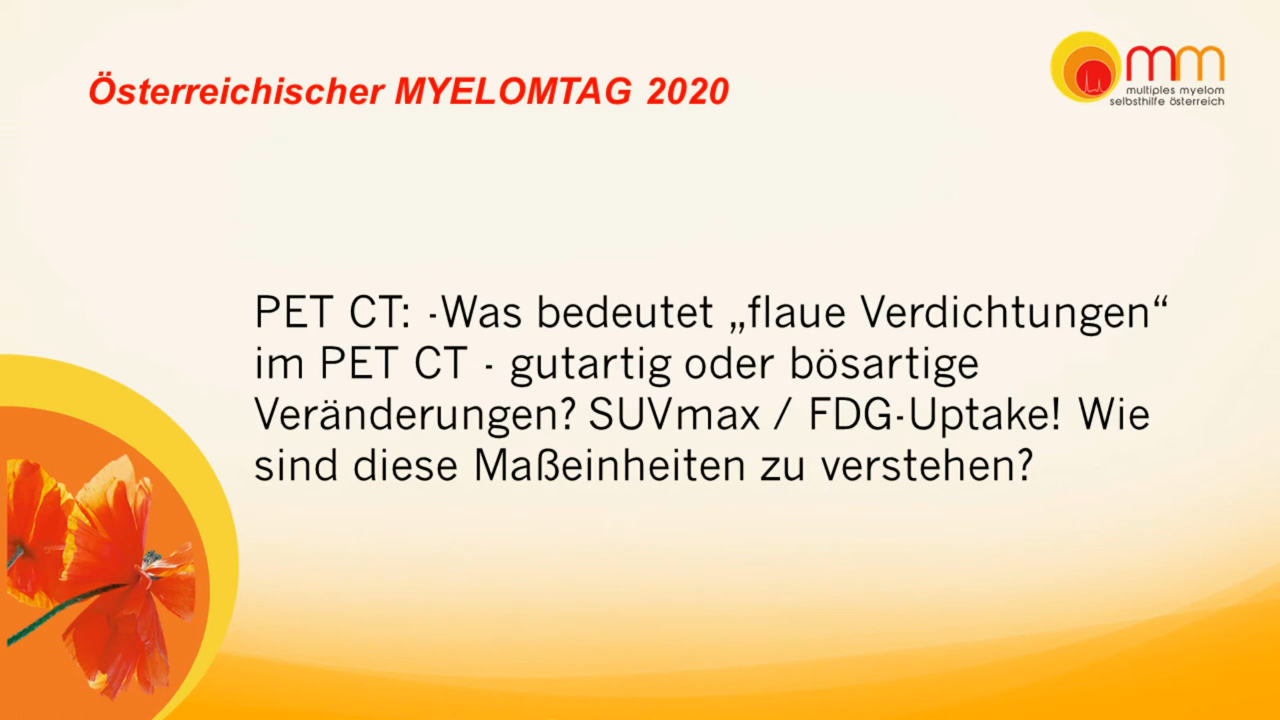 Österreichischer MYELOMTAG 2020
mm
multiples myelom
selbsthilfe österreich
PET CT: -Was bedeutet „flaue Verdichtungen“
im PET CT - gutartig oder bösartige
Veränderungen? SUVmax / FDG-Uptake! Wie
sind diese Maßeinheiten zu verstehen?